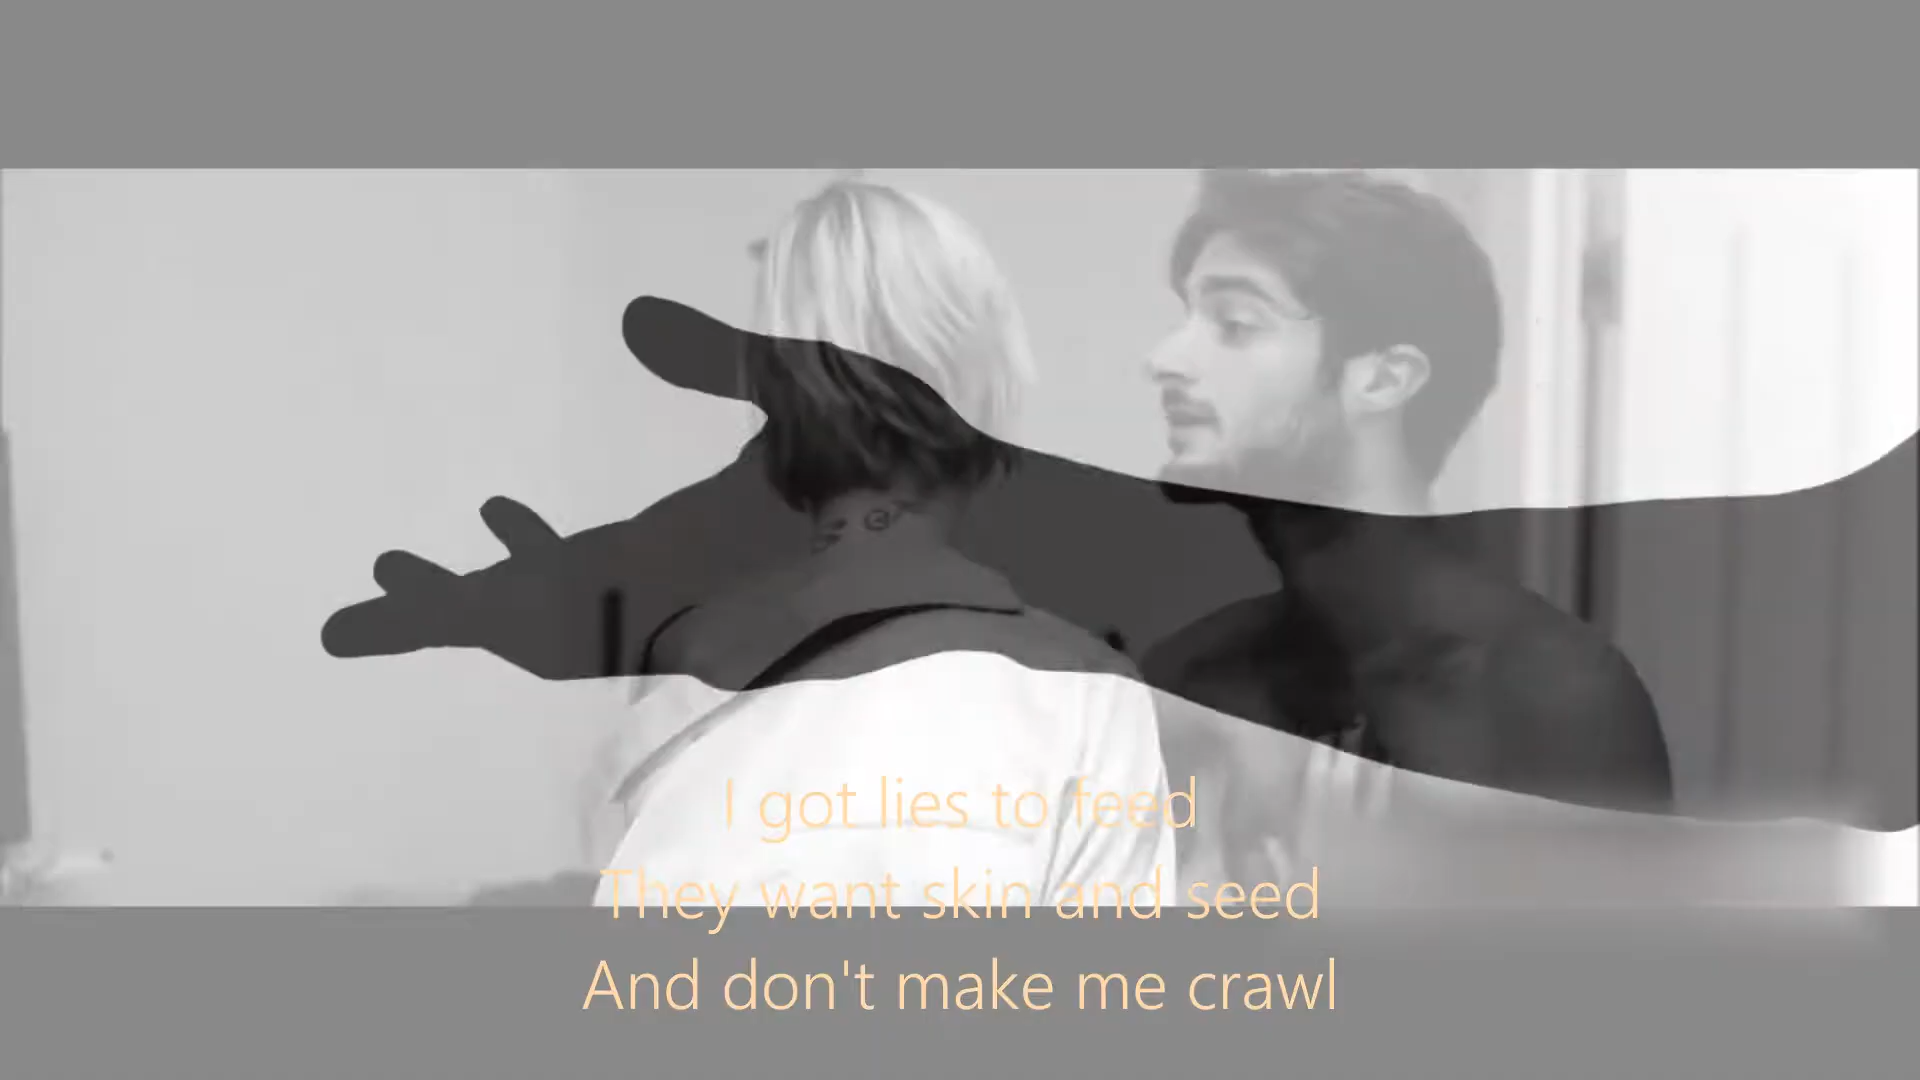 I got lies to feed
They want skin and seed
And don't make me crawl